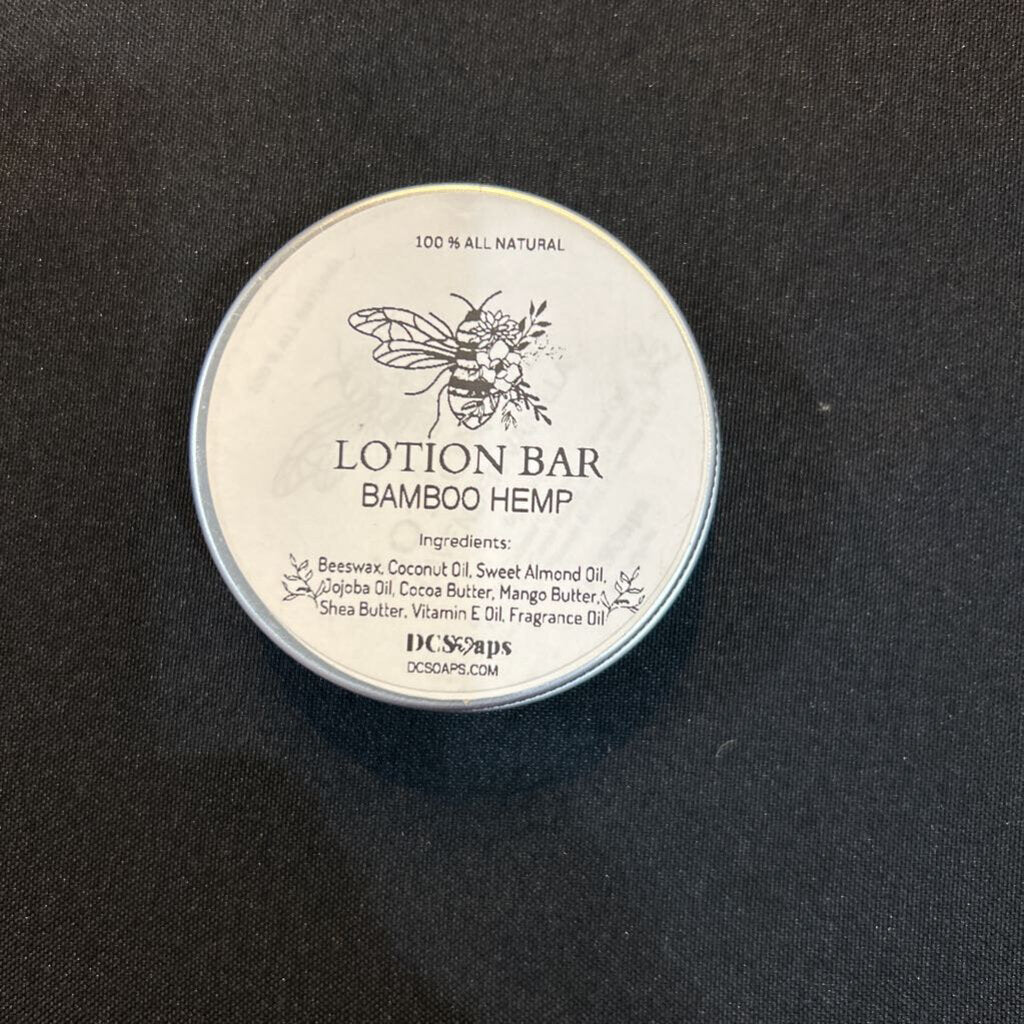 100 % ALL NATURAL
LOTION BAR
BAMBOO HEMP
Ingredients:
Beeswax, Coconut Oil, Sweet Almond Oil,
Jojoba Oil, Cocoa Butter, Mango Butter,
Shea Butter, Vitamin E Oil, Fragrance Oil
DCSoaps
DCSOAPS.COM